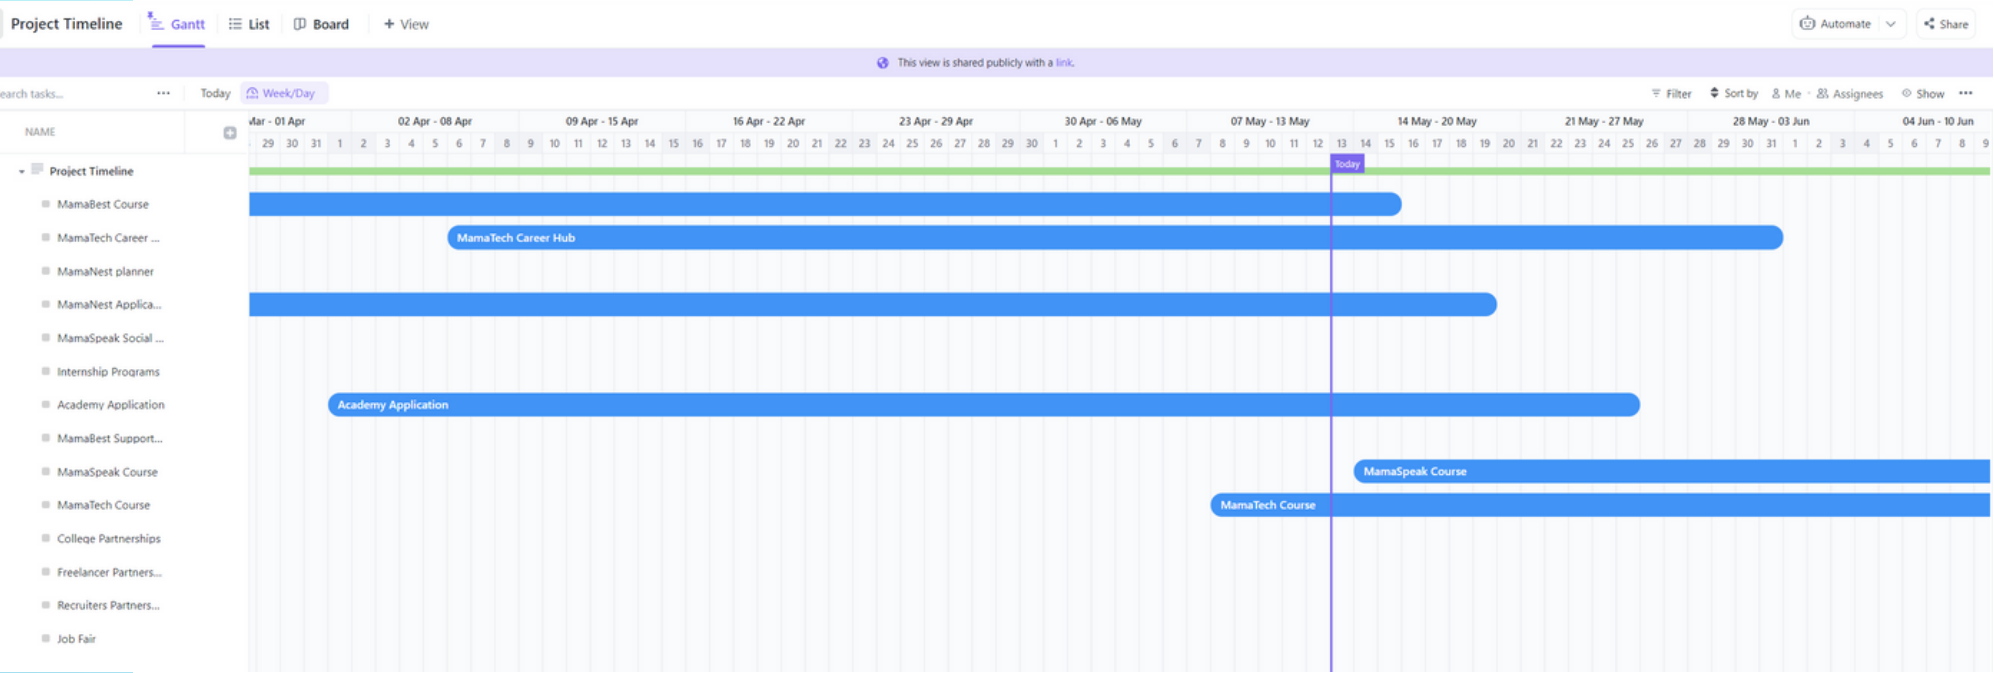 Project Timeline Gantt List Board + View Automate Share
This view is shared publicly with a link.
earch tasks... ... Today Week/Day Filter Sort by Me Assignees Show ...
NAME
Mar - 01 Apr 02 Apr - 08 Apr 09 Apr - 15 Apr 16 Apr - 22 Apr 23 Apr - 29 Apr 30 Apr - 06 May 07 May - 13 May 14 May - 20 May 21 May - 27 May 28 May - 03 Jun 04 Jun - 10 Jun
29 30 31 1 2 3 4 5 6 7 8 9 10 11 12 13 14 15 16 17 18 19 20 21 22 23 24 25 26 27 28 29 30 1 2 3 4 5 6 7 8 9 10 11 12 13 14 15 16 17 18 19 20 21 22 23 24 25 26 27 28 29 30 31 1 2 3 4 5 6 7 8 9
Today
Project Timeline
MamaBest Course
MamaTech Career ... MamaTech Career Hub
MamaNest planner
MamaNest Applica...
MamaSpeak Social ...
Internship Programs
Academy Application Academy Application
MamaBest Support...
MamaSpeak Course MamaSpeak Course
MamaTech Course MamaTech Course
College Partnerships
Freelancer Partners...
Recruiters Partners...
Job Fair